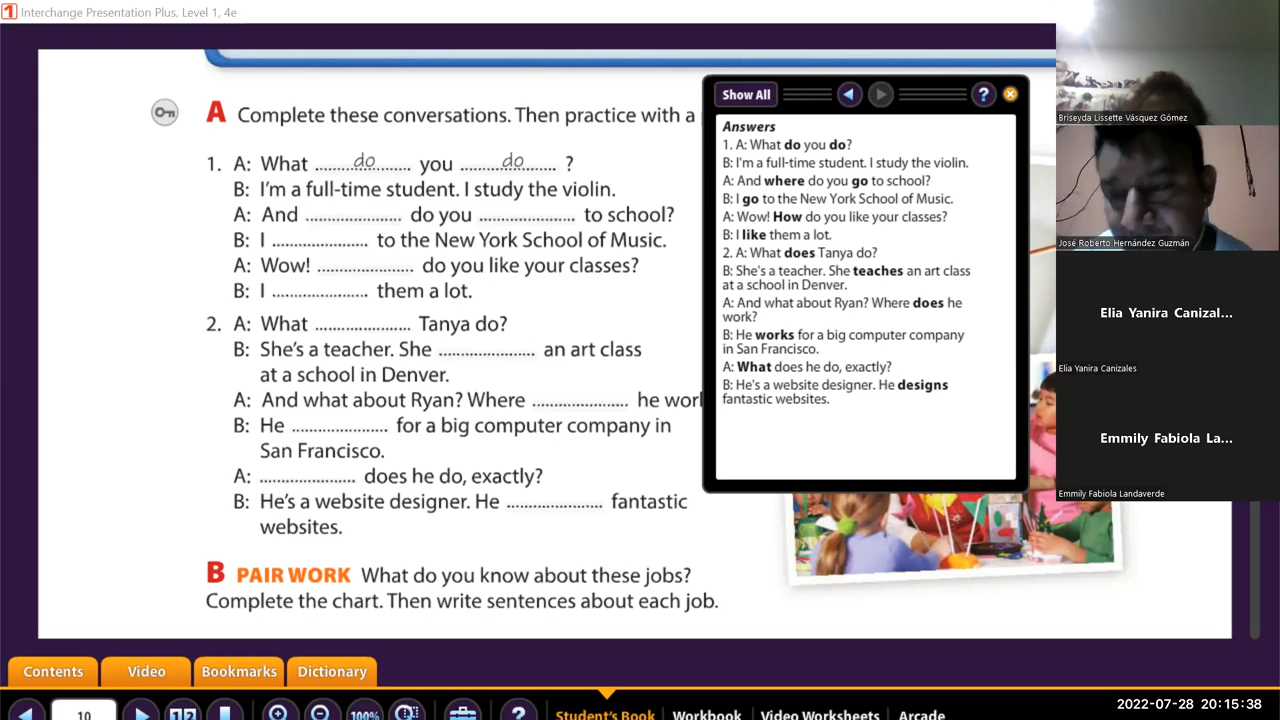 Interchange Presentation Plus, Level 1, 4e
A Complete these conversations. Then practice with a
1. A: What do you do ?
B: I'm a full-time student. I study the violin.
A: And .................... do you .................... to school?
B: I .................... to the New York School of Music.
A: Wow! .................... do you like your classes?
B: I .................... them a lot.
2. A: What .................... Tanya do?
B: She's a teacher. She .................... an art class
at a school in Denver.
A: And what about Ryan? Where .................... he
B: He .................... for a big computer company in
San Francisco.
A: .................... does he do, exactly?
B: He's a website designer. He .................... fantastic
websites.
B PAIR WORK What do you know about these jobs?
Complete the chart. Then write sentences about each job.
Show All
?
Answers
1. A: What do you do?
B: I'm a full-time student. I study the violin.
A: And where do you go to school?
B: I go to the New York School of Music.
A: Wow! How do you like your classes?
B: I like them a lot.
2. A: What does Tanya do?
B: She's a teacher. She teaches an art class
at a school in Denver.
A: And what about Ryan? Where does he
work?
B: He works for a big computer company
in San Francisco.
A: What does he do, exactly?
B: He's a website designer. He designs
fantastic websites.
Briseyda Lissette Vásquez Gómez
José Roberto Hernández Guzmán
Elia Yanira Canizal...
Elia Yanira Canizales
Emmily Fabiola La...
Emmily Fabiola Landaverde
Contents Video Bookmarks Dictionary
10 1 2 100% ?
Student's Book Workbook Video Worksheets Arcade
2022-07-28 20:15:38